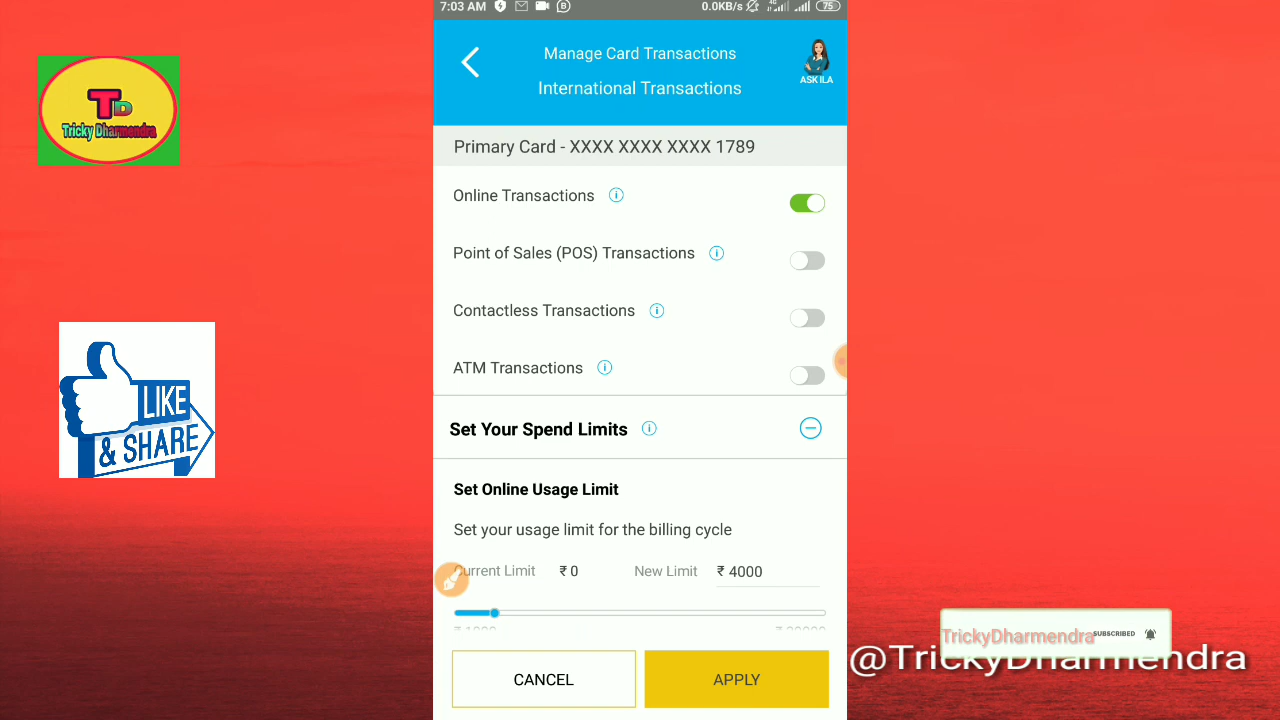 7:03 AM
0.0KB/s
4G
75
Manage Card Transactions
International Transactions
ASK ILA
Primary Card - XXXX XXXX XXXX 1789
Online Transactions
Point of Sales (POS) Transactions
Contactless Transactions
ATM Transactions
Set Your Spend Limits
Set Online Usage Limit
Set your usage limit for the billing cycle
Current Limit ₹ 0 New Limit ₹ 4000
CANCEL APPLY
TD
Tricky Dharmendra
LIKE
& SHARE
TrickyDharmendra SUBSCRIBED
@TrickyDharmendra